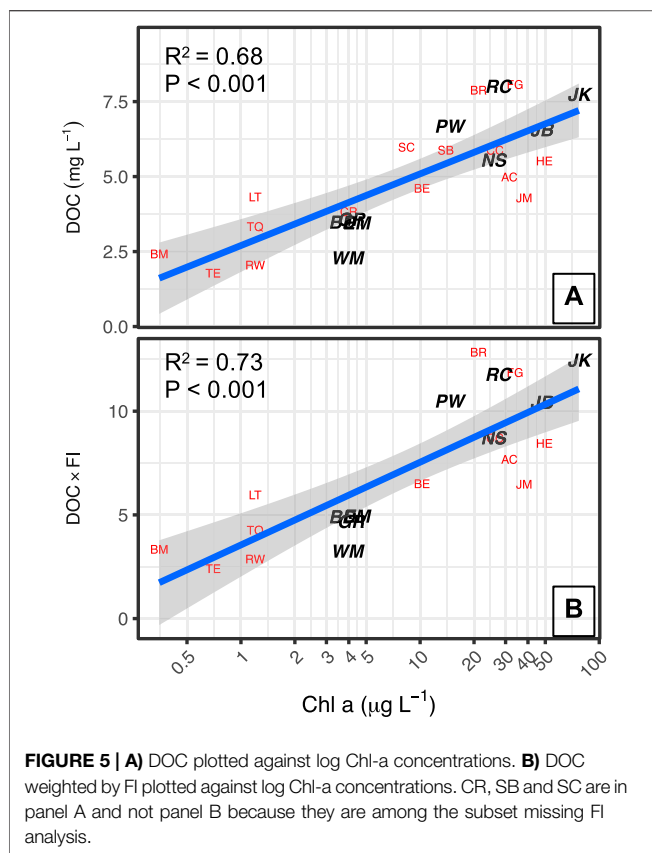 R² = 0.68
P < 0.001
DOC (mg L⁻¹)
7.5
5.0
2.5
0.0
BR
RC
FG
JK
PW
JB
SC
SB
NS
HE
AC
BE
JM
LT
TQ
BM
TE
RW
WM
A
R² = 0.73
P < 0.001
DOC × FI
10
5
0
BR
RC
FG
JK
PW
JB
NS
HE
AC
BE
JM
LT
TQ
BM
TE
RW
GH
WM
B
0.5 1 2 3 4 5 10 20 30 40 50 100
Chl a (μg L⁻¹)
FIGURE 5 | A) DOC plotted against log Chl-a concentrations. B) DOC
weighted by FI plotted against log Chl-a concentrations. CR, SB and SC are in
panel A and not panel B because they are among the subset missing FI
analysis.